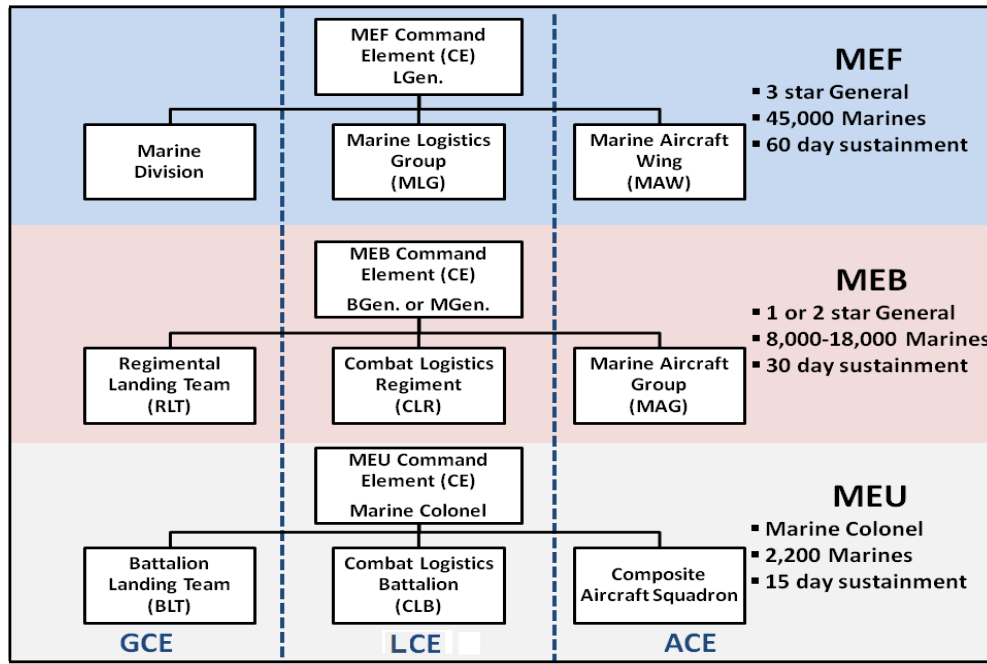 MEF Command
Element (CE)
LGen.
MEF
▪ 3 star General
▪ 45,000 Marines
▪ 60 day sustainment
Marine
Division
Marine Logistics
Group
(MLG)
Marine Aircraft
Wing
(MAW)
MEB Command
Element (CE)
BGen. or MGen.
MEB
▪ 1 or 2 star General
▪ 8,000-18,000 Marines
▪ 30 day sustainment
Regimental
Landing Team
(RLT)
Combat Logistics
Regiment
(CLR)
Marine Aircraft
Group
(MAG)
MEU Command
Element (CE)
Marine Colonel
MEU
▪ Marine Colonel
▪ 2,200 Marines
▪ 15 day sustainment
Battalion
Landing Team
(BLT)
Combat Logistics
Battalion
(CLB)
Composite
Aircraft Squadron
GCE
LCE
ACE